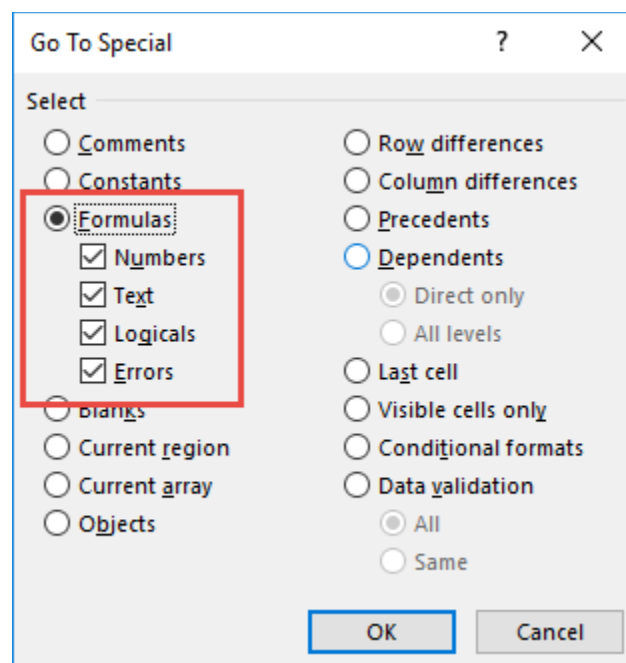 Go To Special ? ×
Select
Comments
Constants
Formulas
Numbers
Text
Logicals
Errors
Blanks
Current region
Current array
Objects
Row differences
Column differences
Precedents
Dependents
Direct only
All levels
Last cell
Visible cells only
Conditional formats
Data validation
All
Same
OK
Cancel